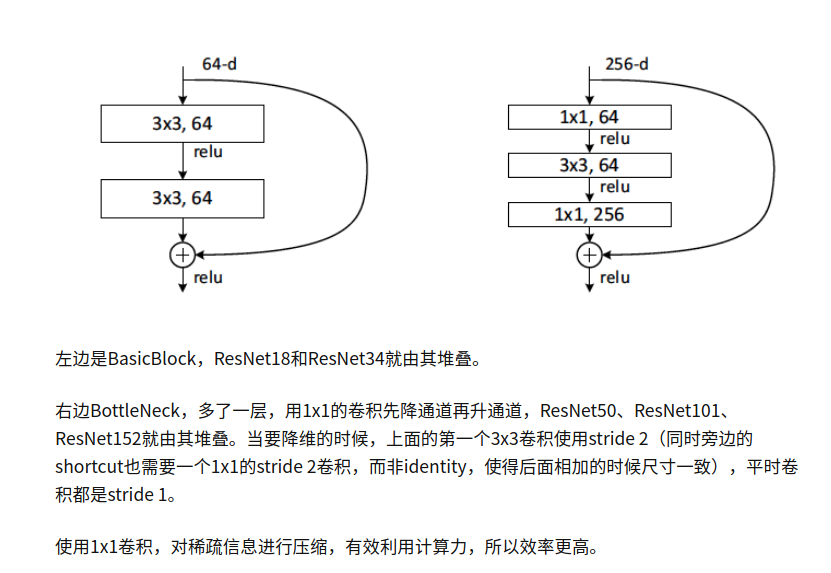 64-d
3x3, 64
relu
3x3, 64
relu
256-d
1x1, 64
relu
3x3, 64
relu
1x1, 256
relu
左边是BasicBlock，ResNet18和ResNet34就由其堆叠。
右边BottleNeck，多了一层，用1x1的卷积先降通道再升通道，ResNet50、ResNet101、
ResNet152就由其堆叠。当要降维的时候，上面的第一个3x3卷积使用stride 2（同时旁边的
shortcut也需要一个1x1的stride 2卷积，而非identity，使得后面相加的时候尺寸一致），平时卷
积都是stride 1。
使用1x1卷积，对稀疏信息进行压缩，有效利用计算力，所以效率更高。